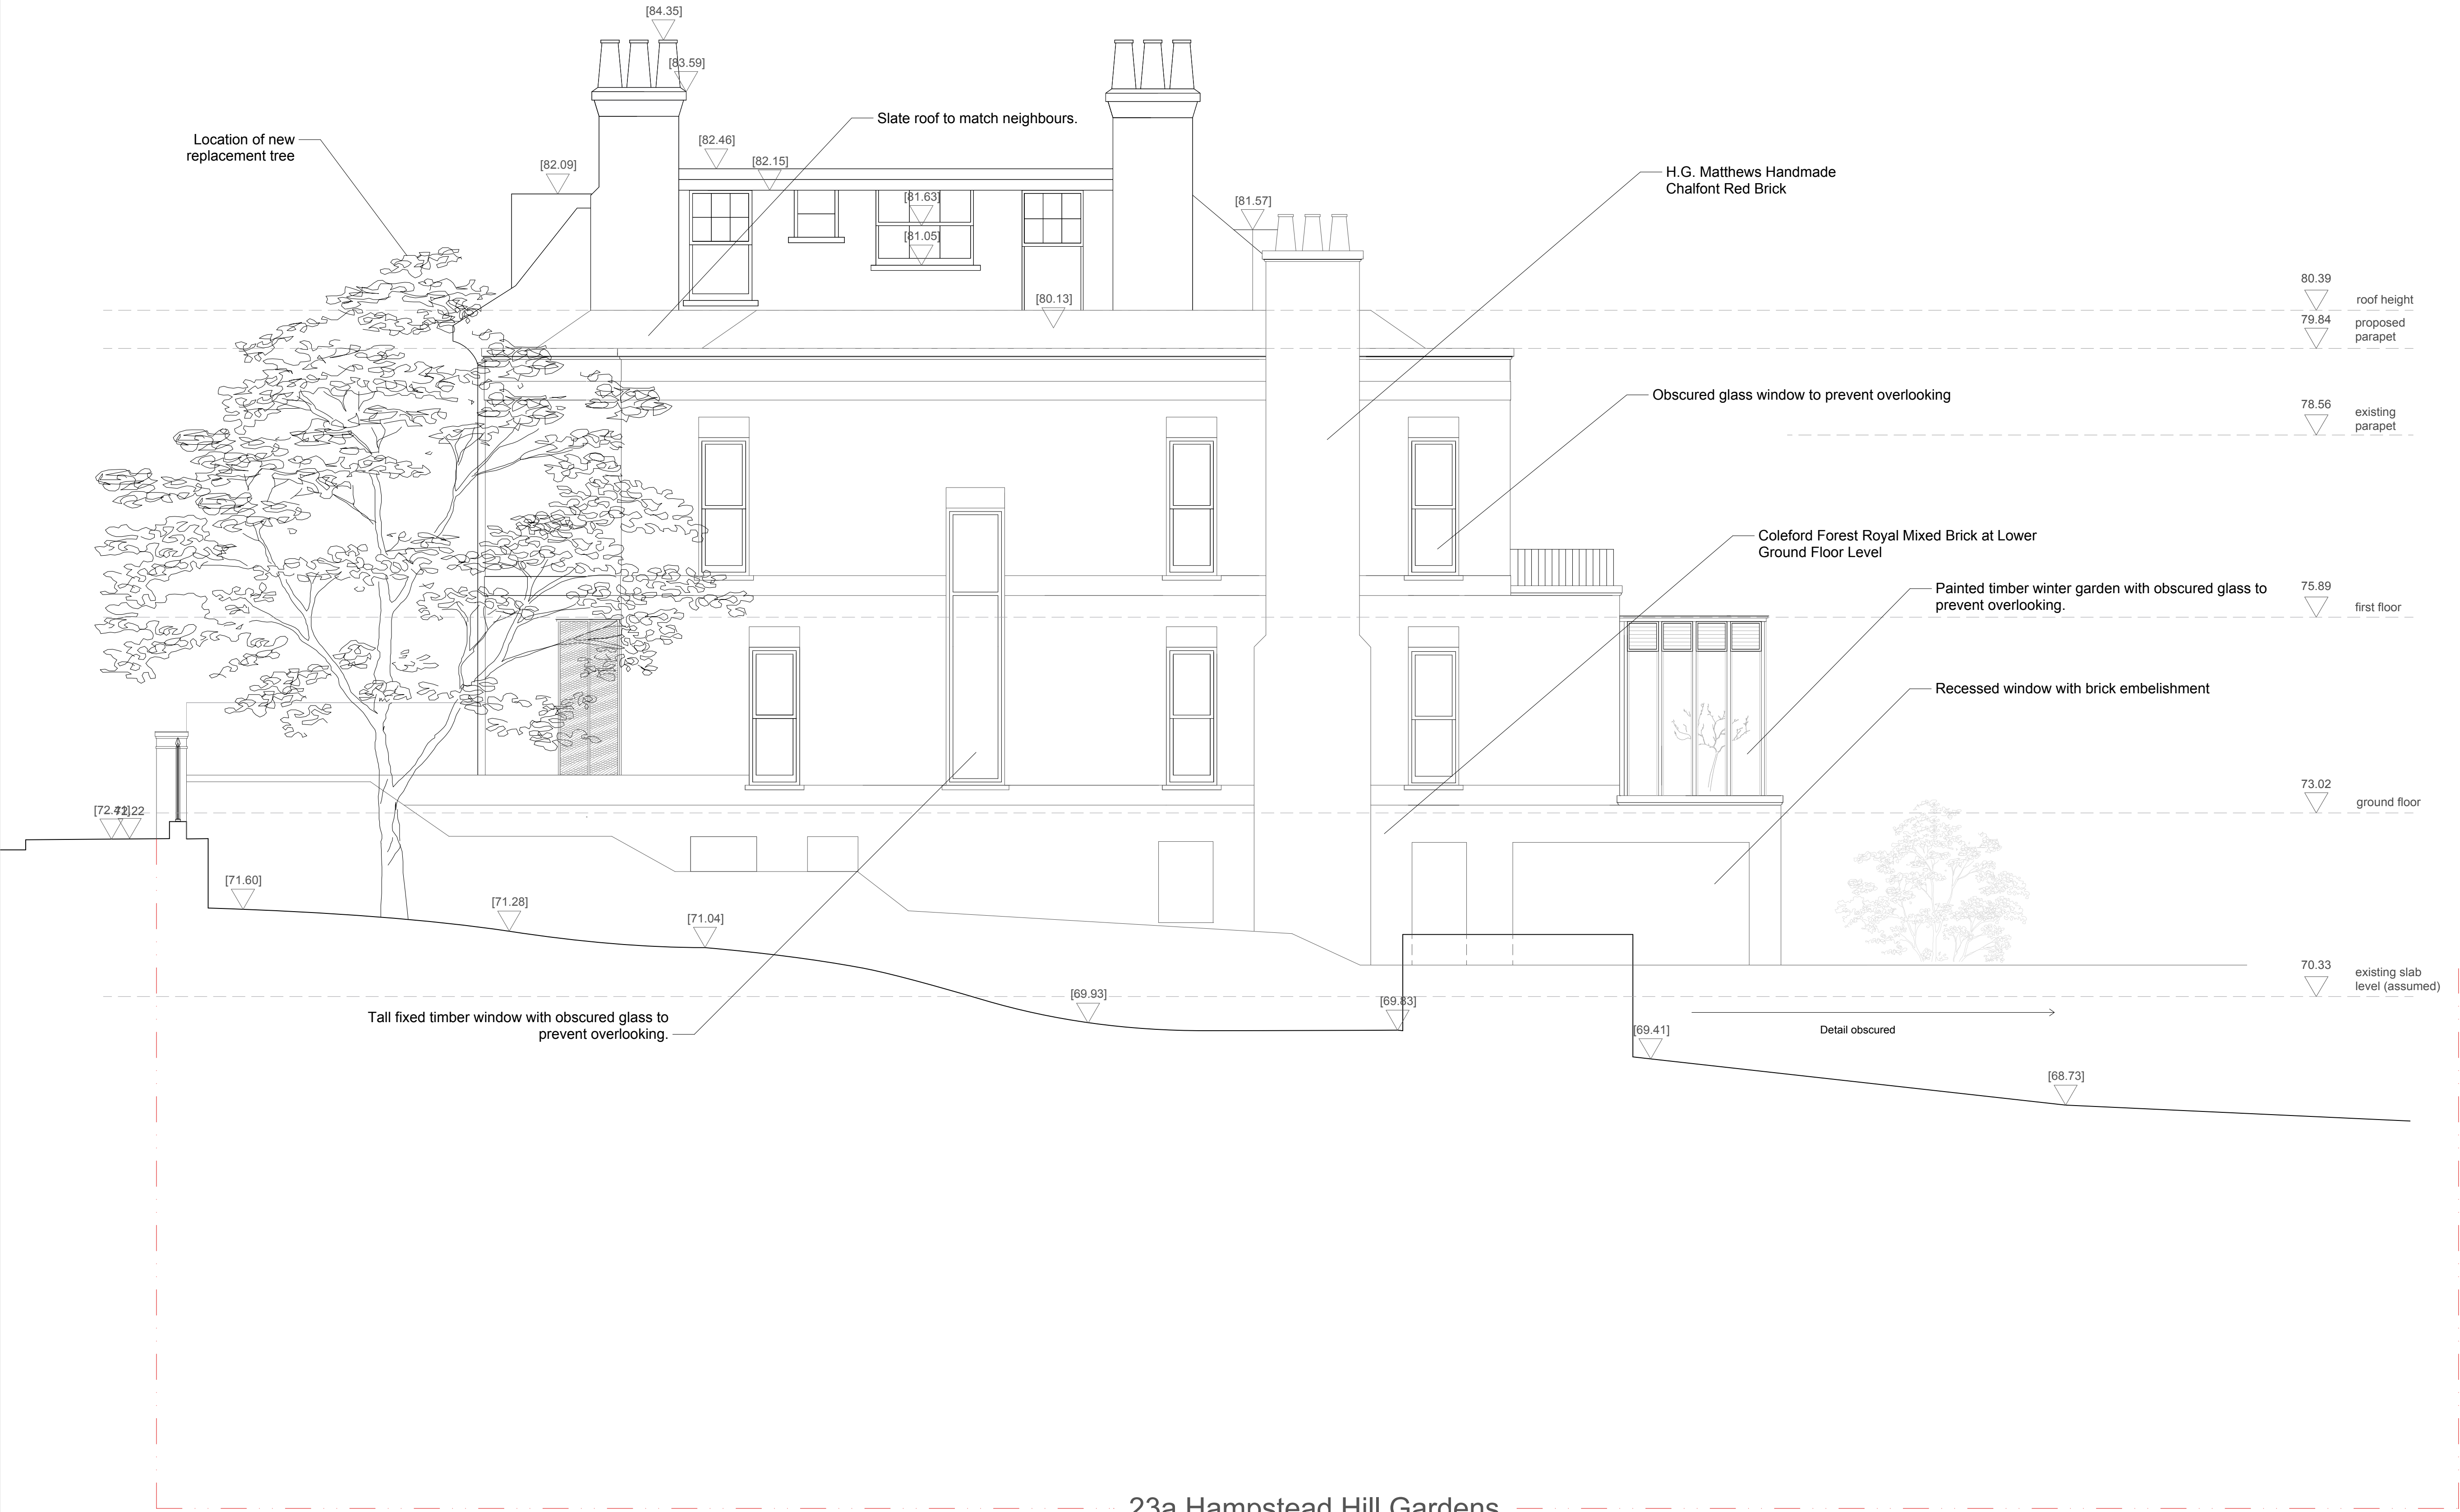 [84.35]
[83.59]
Slate roof to match neighbours.
Location of new
replacement tree
[82.46]
[82.15]
[82.09]
H.G. Matthews Handmade
Chalfont Red Brick
[81.63]
[81.57]
[81.05]
80.39
roof height
[80.13]
79.84
proposed
parapet
Obscured glass window to prevent overlooking
78.56
existing
parapet
Coleford Forest Royal Mixed Brick at Lower
Ground Floor Level
Painted timber winter garden with obscured glass to
prevent overlooking.
75.89
first floor
Recessed window with brick embelishment
73.02
ground floor
72.22
[71.60]
[71.28]
[71.04]
70.33
existing slab
level (assumed)
[69.93]
[69.83]
Tall fixed timber window with obscured glass to
prevent overlooking.
Detail obscured
[69.41]
[68.73]
23a Hampstead Hill Gardens